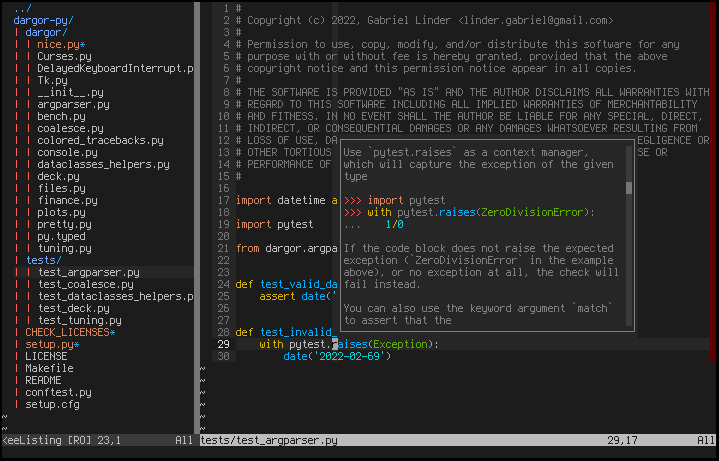 ../
dargor-py/
| dargor/
| | nice.py*
| | Curses.py
| | DelayedKeyboardInterrupt.p
| | Tk.py
| | __init__.py
| | argparser.py
| | bench.py
| | coalesce.py
| | colored_tracebacks.py
| | console.py
| | dataclasses_helpers.py
| | deck.py
| | files.py
| | finance.py
| | plots.py
| | pretty.py
| | py.typed
| | tuning.py
| tests/
| | test_argparser.py
| | test_coalesce.py
| | test_dataclasses_helpers.p
| | test_deck.py
| | test_tuning.py
| CHECK_LICENSES*
| setup.py*
| LICENSE
| Makefile
| README
| conftest.py
| setup.cfg
~
~
<eeListing [RO] 23,1 All
1 #
2 # Copyright (c) 2022, Gabriel Linder <linder.gabriel@gmail.com>
3 #
4 # Permission to use, copy, modify, and/or distribute this software for any
5 # purpose with or without fee is hereby granted, provided that the above
6 # copyright notice and this permission notice appear in all copies.
7 #
8 # THE SOFTWARE IS PROVIDED "AS IS" AND THE AUTHOR DISCLAIMS ALL WARRANTIES WITH
9 # REGARD TO THIS SOFTWARE INCLUDING ALL IMPLIED WARRANTIES OF MERCHANTABILITY
10 # AND FITNESS. IN NO EVENT SHALL THE AUTHOR BE LIABLE FOR ANY SPECIAL, DIRECT,
11 # INDIRECT, OR CONSEQUENTIAL DAMAGES OR ANY DAMAGES WHATSOEVER RESULTING FROM
12 # LOSS OF USE, DA EGLIGENCE OR
13 # OTHER TORTIOUS SE OR
14 # PERFORMANCE OF
15 #
16
17 import datetime a
18
19 import pytest
20
21 from dargor.argpa
22
23
24 def test_valid_da
25 assert date('
26
27
28 def test_invalid_
29 with pytest.raises(Exception):
30 date('2022-02-69')
Use `pytest.raises` as a context manager,
which will capture the exception of the given
type
>>> import pytest
>>> with pytest.raises(ZeroDivisionError):
... 1/0
If the code block does not raise the expected
exception (`ZeroDivisionError` in the example
above), or no exception at all, the check will
fail instead.
You can also use the keyword argument `match`
to assert that the
~
~
~
~
~
~
tests/test_argparser.py 29,17 All